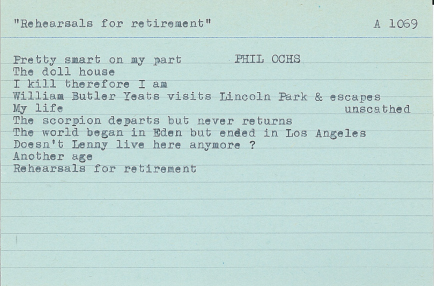 "Rehearsals for retirement" A 1069
Pretty smart on my part PHIL OCHS
The doll house
I kill therefore I am
William Butler Yeats visits Lincoln Park & escapes
My life unscathed
The scorpion departs but never returns
The world began in Eden but ended in Los Angeles
Doesn't Lenny live here anymore ?
Another age
Rehearsals for retirement